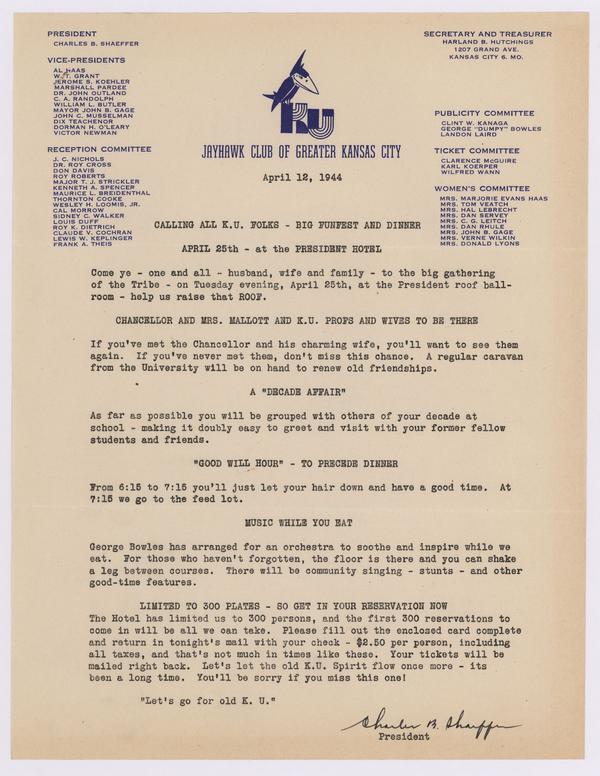 PRESIDENT
CHARLES B. SHAEFFER
VICE-PRESIDENTS
AL HAAS
W. T. GRANT
JEROME S. KOEHLER
MARSHALL PARDEE
DR. JOHN OUTLAND
C. A. RANDOLPH
WILLIAM L. BUTLER
MAYOR JOHN B. GAGE
JOHN C. MUSSELMAN
DIX TEACHENOR
DORMAN H. O'LEARY
VICTOR NEWMAN
RECEPTION COMMITTEE
J. C. NICHOLS
DR. ROY CROSS
DON DAVIS
ROY ROBERTS
MAJOR T. J. STRICKLER
KENNETH A. SPENCER
MAURICE L. BREIDENTHAL
THORNTON COOKE
WESLEY H. LOOMIS, JR.
CAL MORROW
SIDNEY C. WALKER
LOUIS DUFF
ROY K. DIETRICH
CLAUDE V. COCHRAN
LEWIS W. KEPLINGER
FRANK A. THEIS
KU
JAYHAWK CLUB OF GREATER KANSAS CITY
SECRETARY AND TREASURER
HARLAND B. HUTCHINGS
1207 GRAND AVE.
KANSAS CITY 6. MO.
PUBLICITY COMMITTEE
CLINT W. KANAGA
GEORGE "DUMPY" BOWLES
LANDON LAIRD
TICKET COMMITTEE
CLARENCE McGUIRE
KARL KOERPER
WILFRED WANN
WOMEN'S COMMITTEE
MRS. MARJORIE EVANS HAAS
MRS. TOM VEATCH
MRS. HAL LEBRECHT
MRS. DAN SERVEY
MRS. C. G. LEITCH
MRS. DAN RHULE
MRS. JOHN B. GAGE
MRS. VERNE WILKIN
MRS. DONALD LYONS
April 12, 1944
CALLING ALL K.U. FOLKS - BIG FUNFEST AND DINNER
APRIL 25th - at the PRESIDENT HOTEL
Come ye - one and all - husband, wife and family - to the big gathering
of the Tribe - on Tuesday evening, April 25th, at the President roof ball-
room - help us raise that ROOF.
CHANCELLOR AND MRS. MALLOTT AND K.U. PROFS AND WIVES TO BE THERE
If you've met the Chancellor and his charming wife, you'll want to see them
again. If you've never met them, don't miss this chance. A regular caravan
from the University will be on hand to renew old friendships.
A "DECADE AFFAIR"
As far as possible you will be grouped with others of your decade at
school - making it doubly easy to greet and visit with your former fellow
students and friends.
"GOOD WILL HOUR" - TO PRECEDE DINNER
From 6:15 to 7:15 you'll just let your hair down and have a good time. At
7:15 we go to the feed lot.
MUSIC WHILE YOU EAT
George Bowles has arranged for an orchestra to soothe and inspire while we
eat. For those who haven't forgotten, the floor is there and you can shake
a leg between courses. There will be community singing - stunts - and other
good-time features.
LIMITED TO 300 PLATES - SO GET IN YOUR RESERVATION NOW
The Hotel has limited us to 300 persons, and the first 300 reservations to
come in will be all we can take. Please fill out the enclosed card complete
and return in tonight's mail with your check - $2.50 per person, including
all taxes, and that's not much in times like these. Your tickets will be
mailed right back. Let's let the old K.U. Spirit flow once more - its
been a long time. You'll be sorry if you miss this one!
"Let's go for old K. U."
Charles B. Shaeffer
President